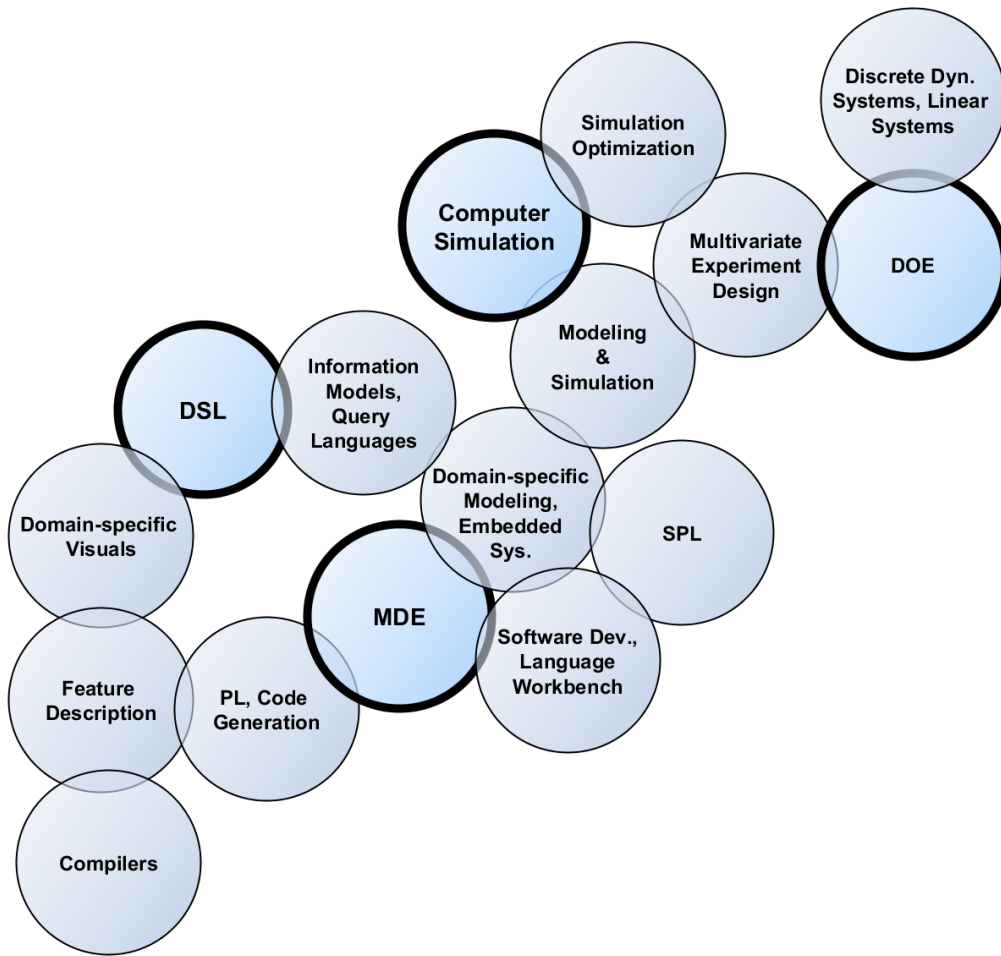 Discrete Dyn.
Systems, Linear
Systems
Simulation
Optimization
Computer
Simulation
Multivariate
Experiment
Design
DOE
Modeling
&
Simulation
Information
Models,
Query
Languages
DSL
Domain-specific
Modeling,
Embedded
Sys.
Domain-specific
Visuals
SPL
MDE
Software Dev.,
Language
Workbench
Feature
Description
PL, Code
Generation
Compilers